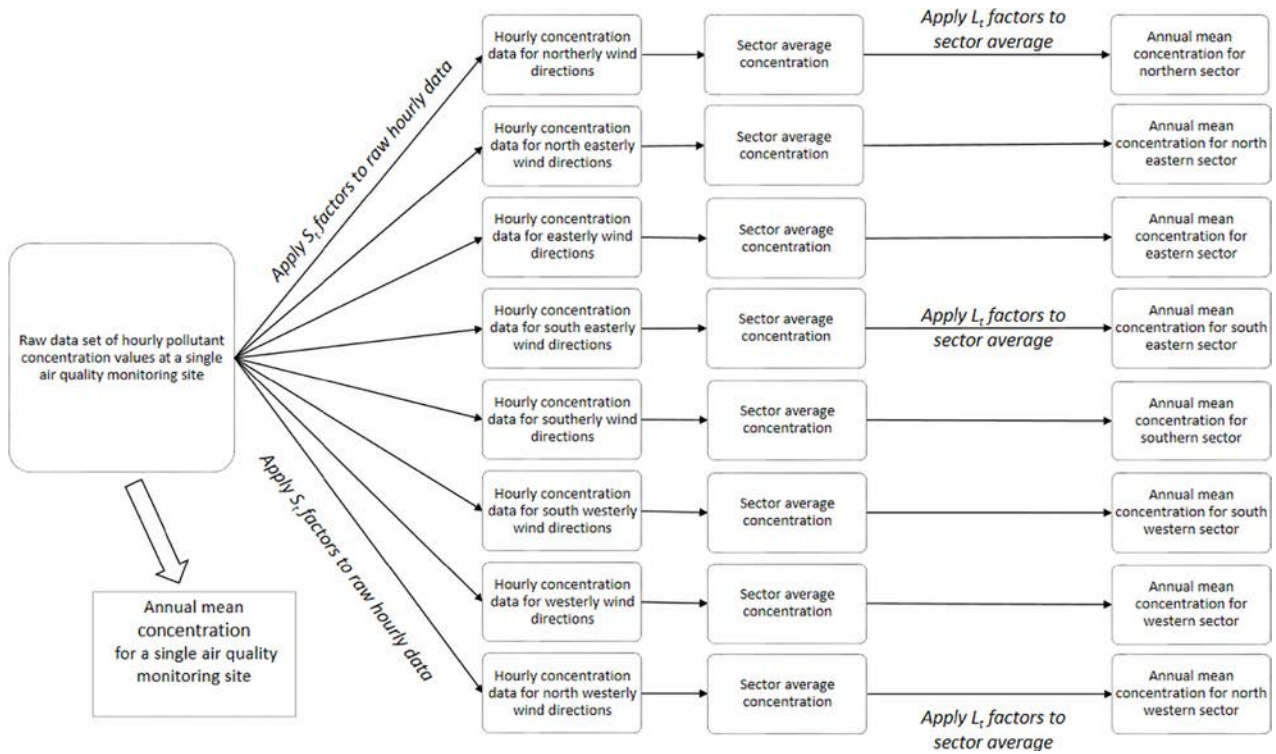 Raw data set of hourly pollutant
concentration values at a single
air quality monitoring site
Annual mean
concentration
for a single air quality
monitoring site
Apply Sₜ factors to raw hourly data
Apply Sₜ factors to raw hourly data
Hourly concentration
data for northerly wind
directions
Sector average
concentration
Apply Lₜ factors to
sector average
Annual mean
concentration for
northern sector
Hourly concentration
data for north easterly
wind directions
Sector average
concentration
Annual mean
concentration for north
eastern sector
Hourly concentration
data for easterly wind
directions
Sector average
concentration
Annual mean
concentration for
eastern sector
Hourly concentration
data for south easterly
wind directions
Sector average
concentration
Apply Lₜ factors to
sector average
Annual mean
concentration for south
eastern sector
Hourly concentration
data for southerly wind
directions
Sector average
concentration
Annual mean
concentration for
southern sector
Hourly concentration
data for south westerly
wind directions
Sector average
concentration
Annual mean
concentration for south
western sector
Hourly concentration
data for westerly wind
directions
Sector average
concentration
Annual mean
concentration for
western sector
Hourly concentration
data for north westerly
wind directions
Sector average
concentration
Apply Lₜ factors to
sector average
Annual mean
concentration for north
western sector